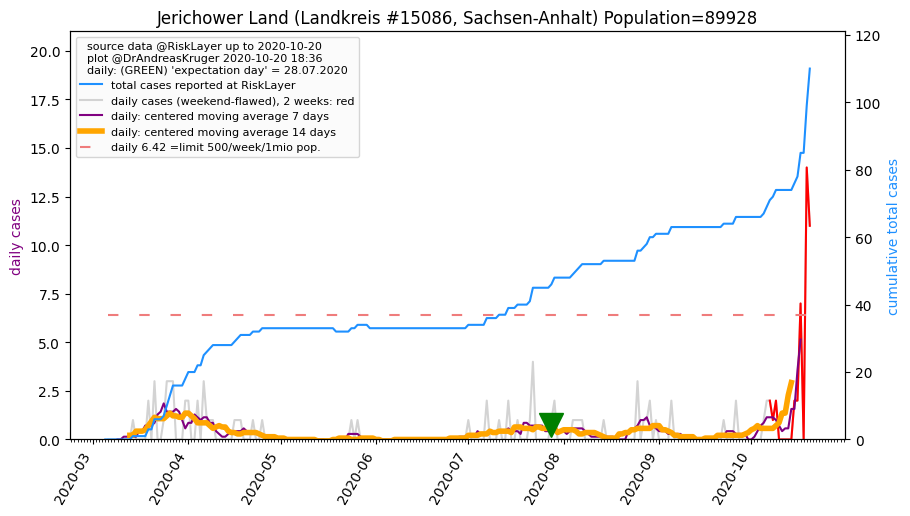 Jerichower Land (Landkreis #15086, Sachsen-Anhalt) Population=89928
source data @RiskLayer up to 2020-10-20
plot @DrAndreasKruger 2020-10-20 18:36
daily: (GREEN) 'expectation day' = 28.07.2020
total cases reported at RiskLayer
daily cases (weekend-flawed), 2 weeks: red
daily: centered moving average 7 days
daily: centered moving average 14 days
daily 6.42 =limit 500/week/1mio pop.
daily cases
20.0
17.5
15.0
12.5
10.0
7.5
5.0
2.5
0.0
cumulative total cases
120
100
80
60
40
20
0
2020-03
2020-04
2020-05
2020-06
2020-07
2020-08
2020-09
2020-10